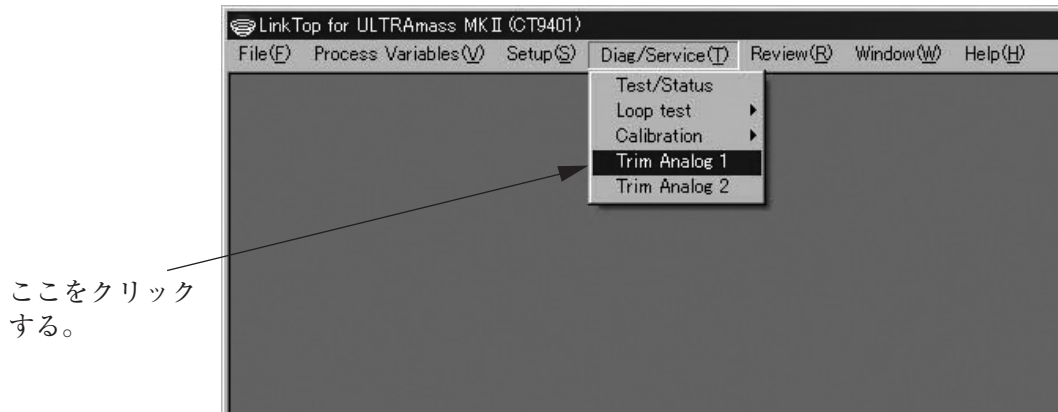 LinkTop for ULTRAmass MKⅡ (CT9401)
File(F) Process Variables(V) Setup(S) Diag/Service(T) Review(R) Window(W) Help(H)
Test/Status
Loop test
Calibration
Trim Analog 1
Trim Analog 2
ここをクリック
する。